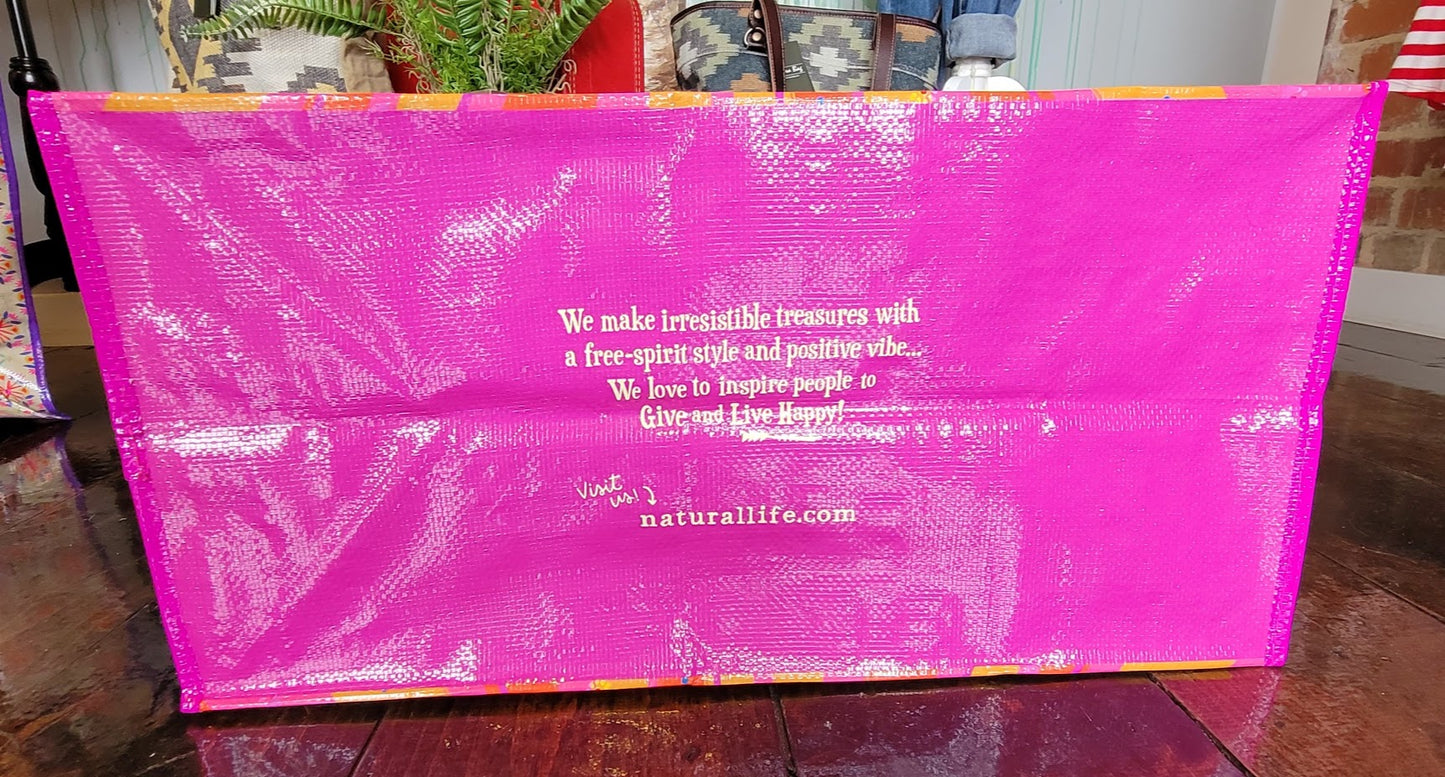 We make irresistible treasures with
a free-spirit style and positive vibe...
We love to inspire people to
Give and Live Happy!
Visit
us!
naturallife.com